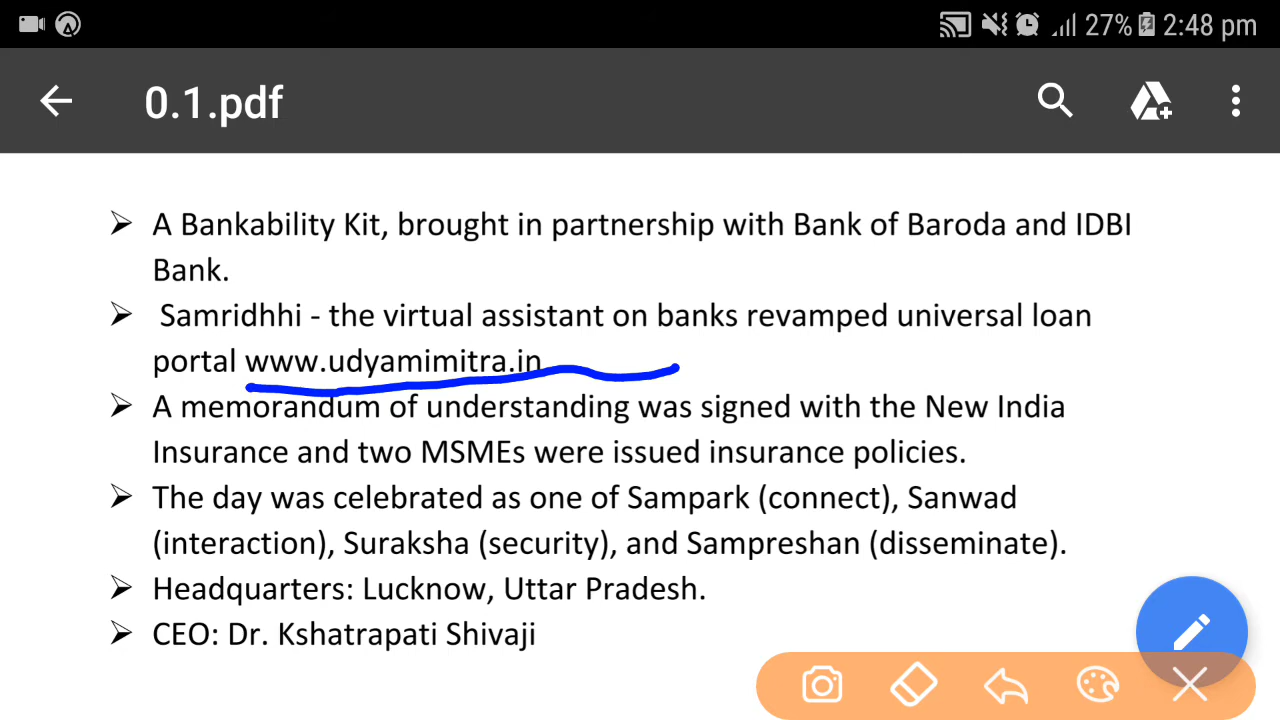 27% 2:48 pm
0.1.pdf
➢ A Bankability Kit, brought in partnership with Bank of Baroda and IDBI
Bank.
➢ Samridhhi - the virtual assistant on banks revamped universal loan
portal www.udyamimitra.in
➢ A memorandum of understanding was signed with the New India
Insurance and two MSMEs were issued insurance policies.
➢ The day was celebrated as one of Sampark (connect), Sanwad
(interaction), Suraksha (security), and Sampreshan (disseminate).
➢ Headquarters: Lucknow, Uttar Pradesh.
➢ CEO: Dr. Kshatrapati Shivaji